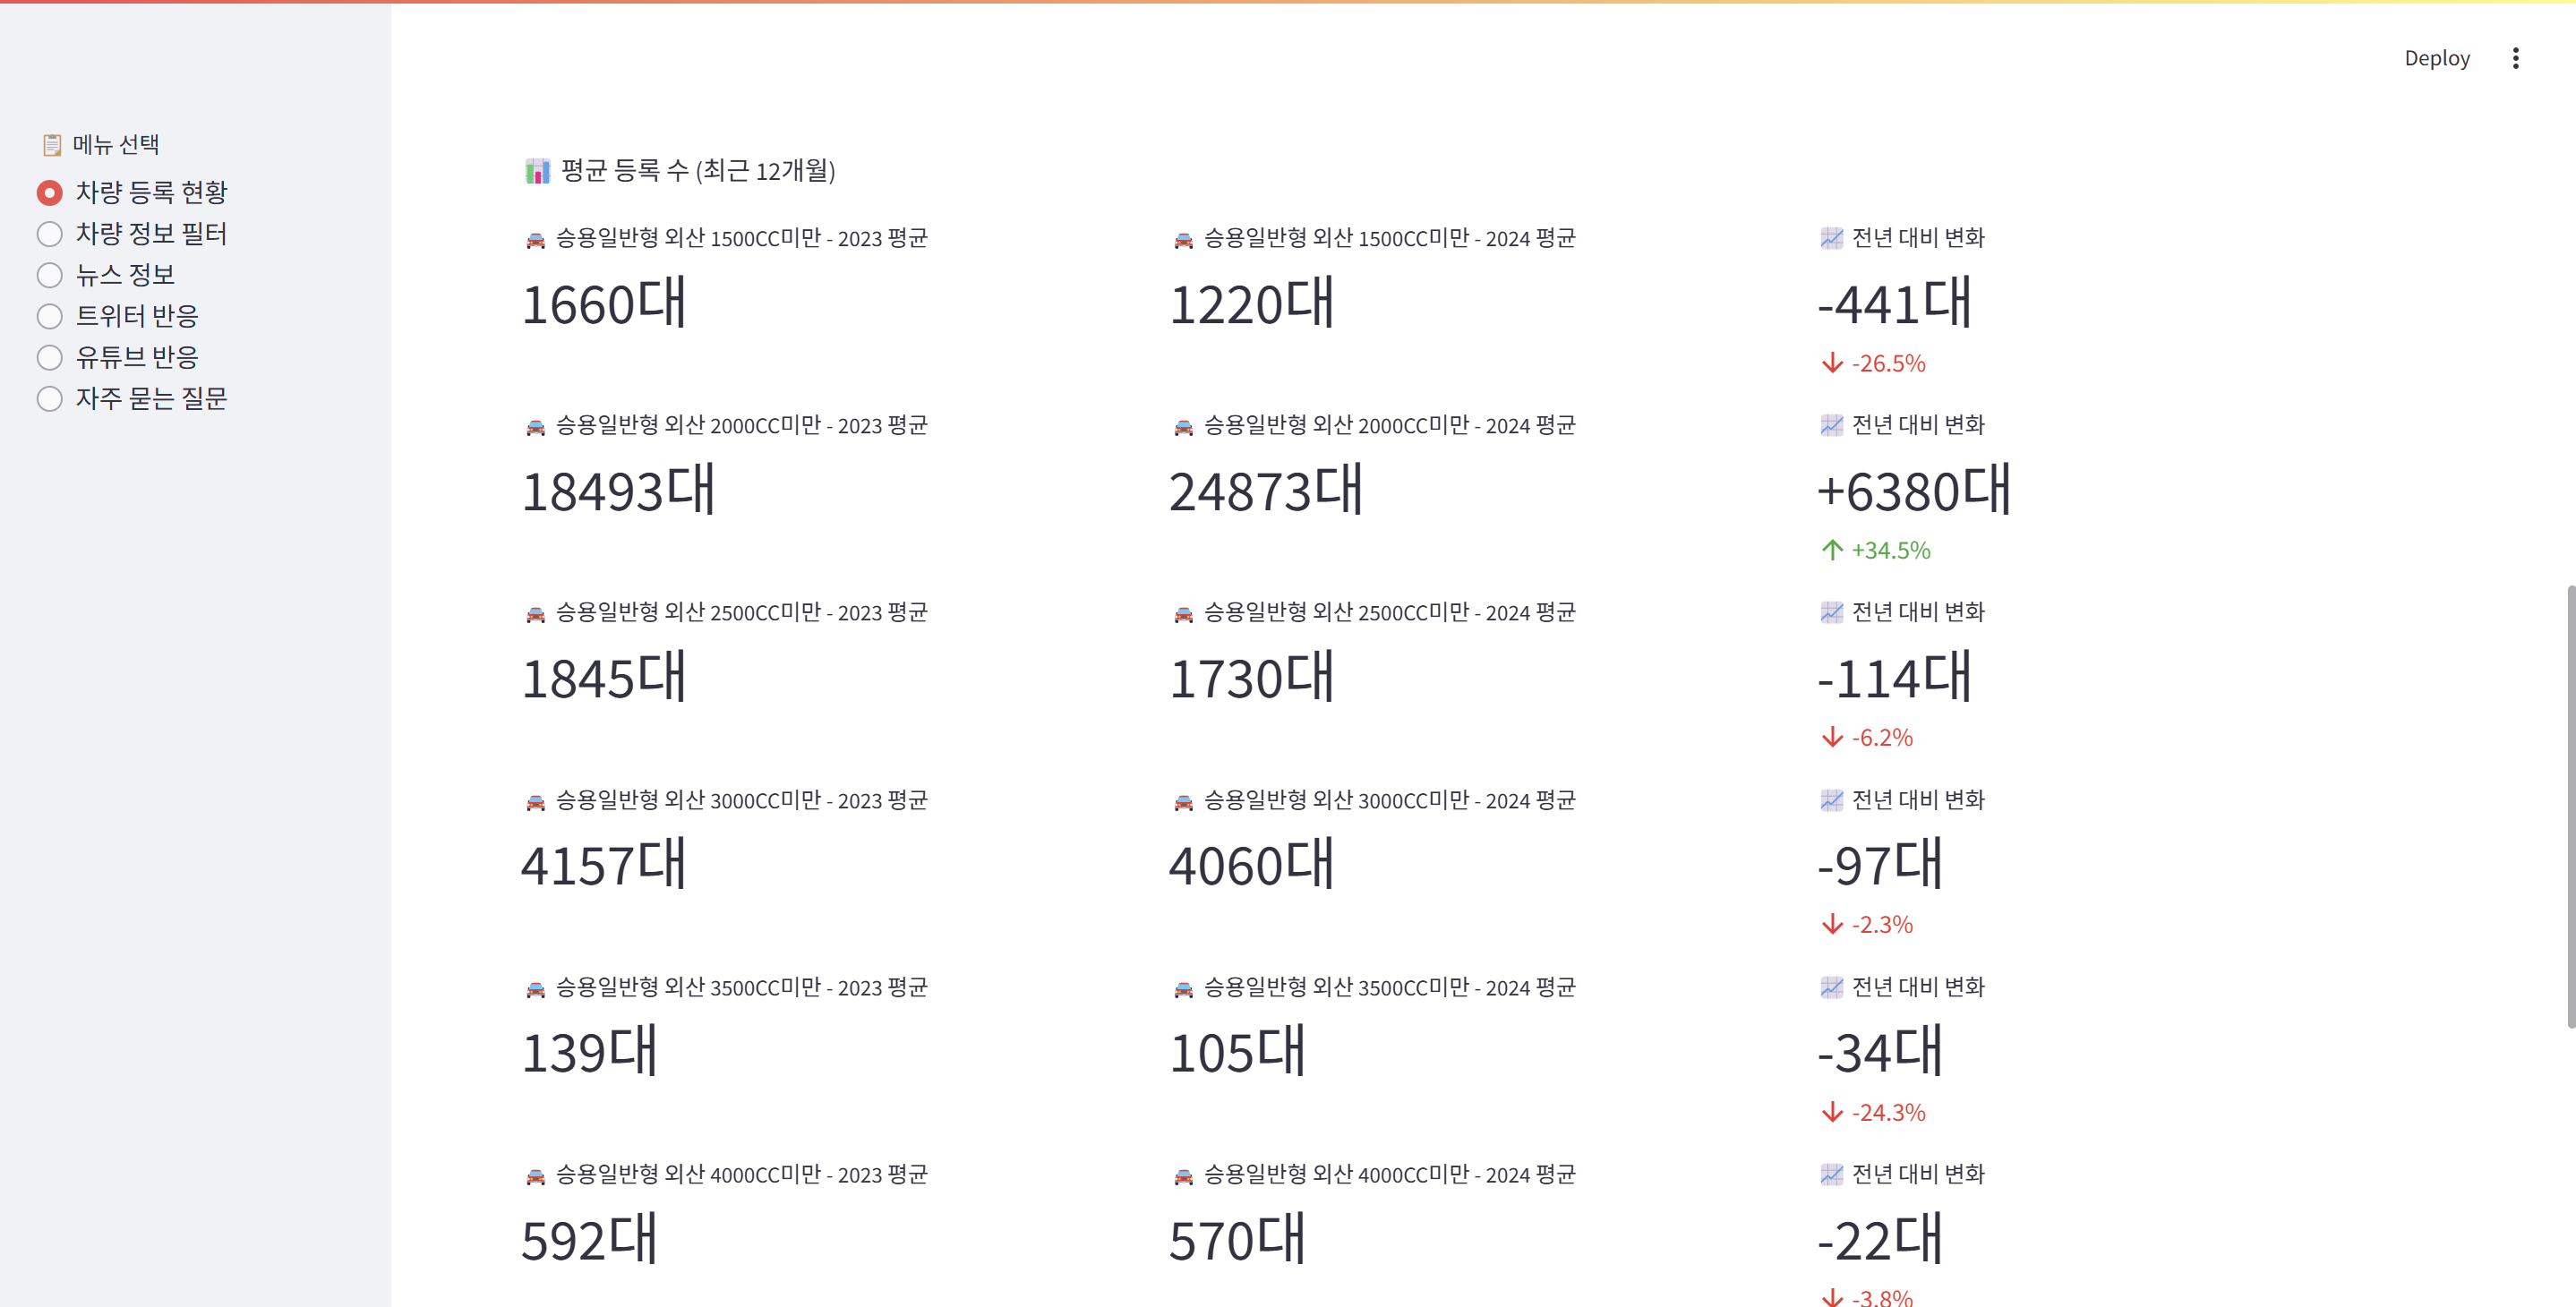 Deploy
메뉴 선택
차량 등록 현황
차량 정보 필터
뉴스 정보
트위터 반응
유튜브 반응
자주 묻는 질문
평균 등록 수 (최근 12개월)
승용일반형 외산 1500CC미만 - 2023 평균
1660대
승용일반형 외산 1500CC미만 - 2024 평균
1220대
전년 대비 변화
-441대
-26.5%
승용일반형 외산 2000CC미만 - 2023 평균
18493대
승용일반형 외산 2000CC미만 - 2024 평균
24873대
전년 대비 변화
+6380대
+34.5%
승용일반형 외산 2500CC미만 - 2023 평균
1845대
승용일반형 외산 2500CC미만 - 2024 평균
1730대
전년 대비 변화
-114대
-6.2%
승용일반형 외산 3000CC미만 - 2023 평균
4157대
승용일반형 외산 3000CC미만 - 2024 평균
4060대
전년 대비 변화
-97대
-2.3%
승용일반형 외산 3500CC미만 - 2023 평균
139대
승용일반형 외산 3500CC미만 - 2024 평균
105대
전년 대비 변화
-34대
-24.3%
승용일반형 외산 4000CC미만 - 2023 평균
592대
승용일반형 외산 4000CC미만 - 2024 평균
570대
전년 대비 변화
-22대
-3.8%